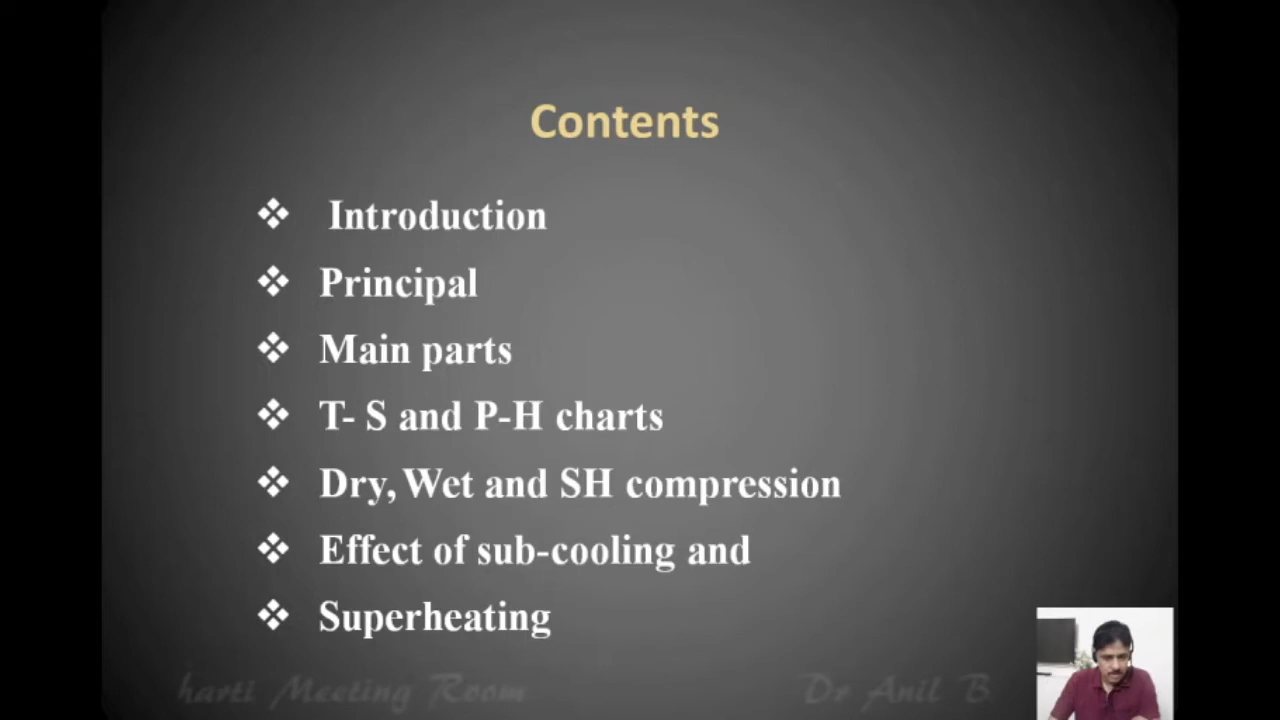 Contents
Introduction
Principal
Main parts
T- S and P-H charts
Dry, Wet and SH compression
Effect of sub-cooling and
Superheating
harti Meeting Room
Dr Anil B